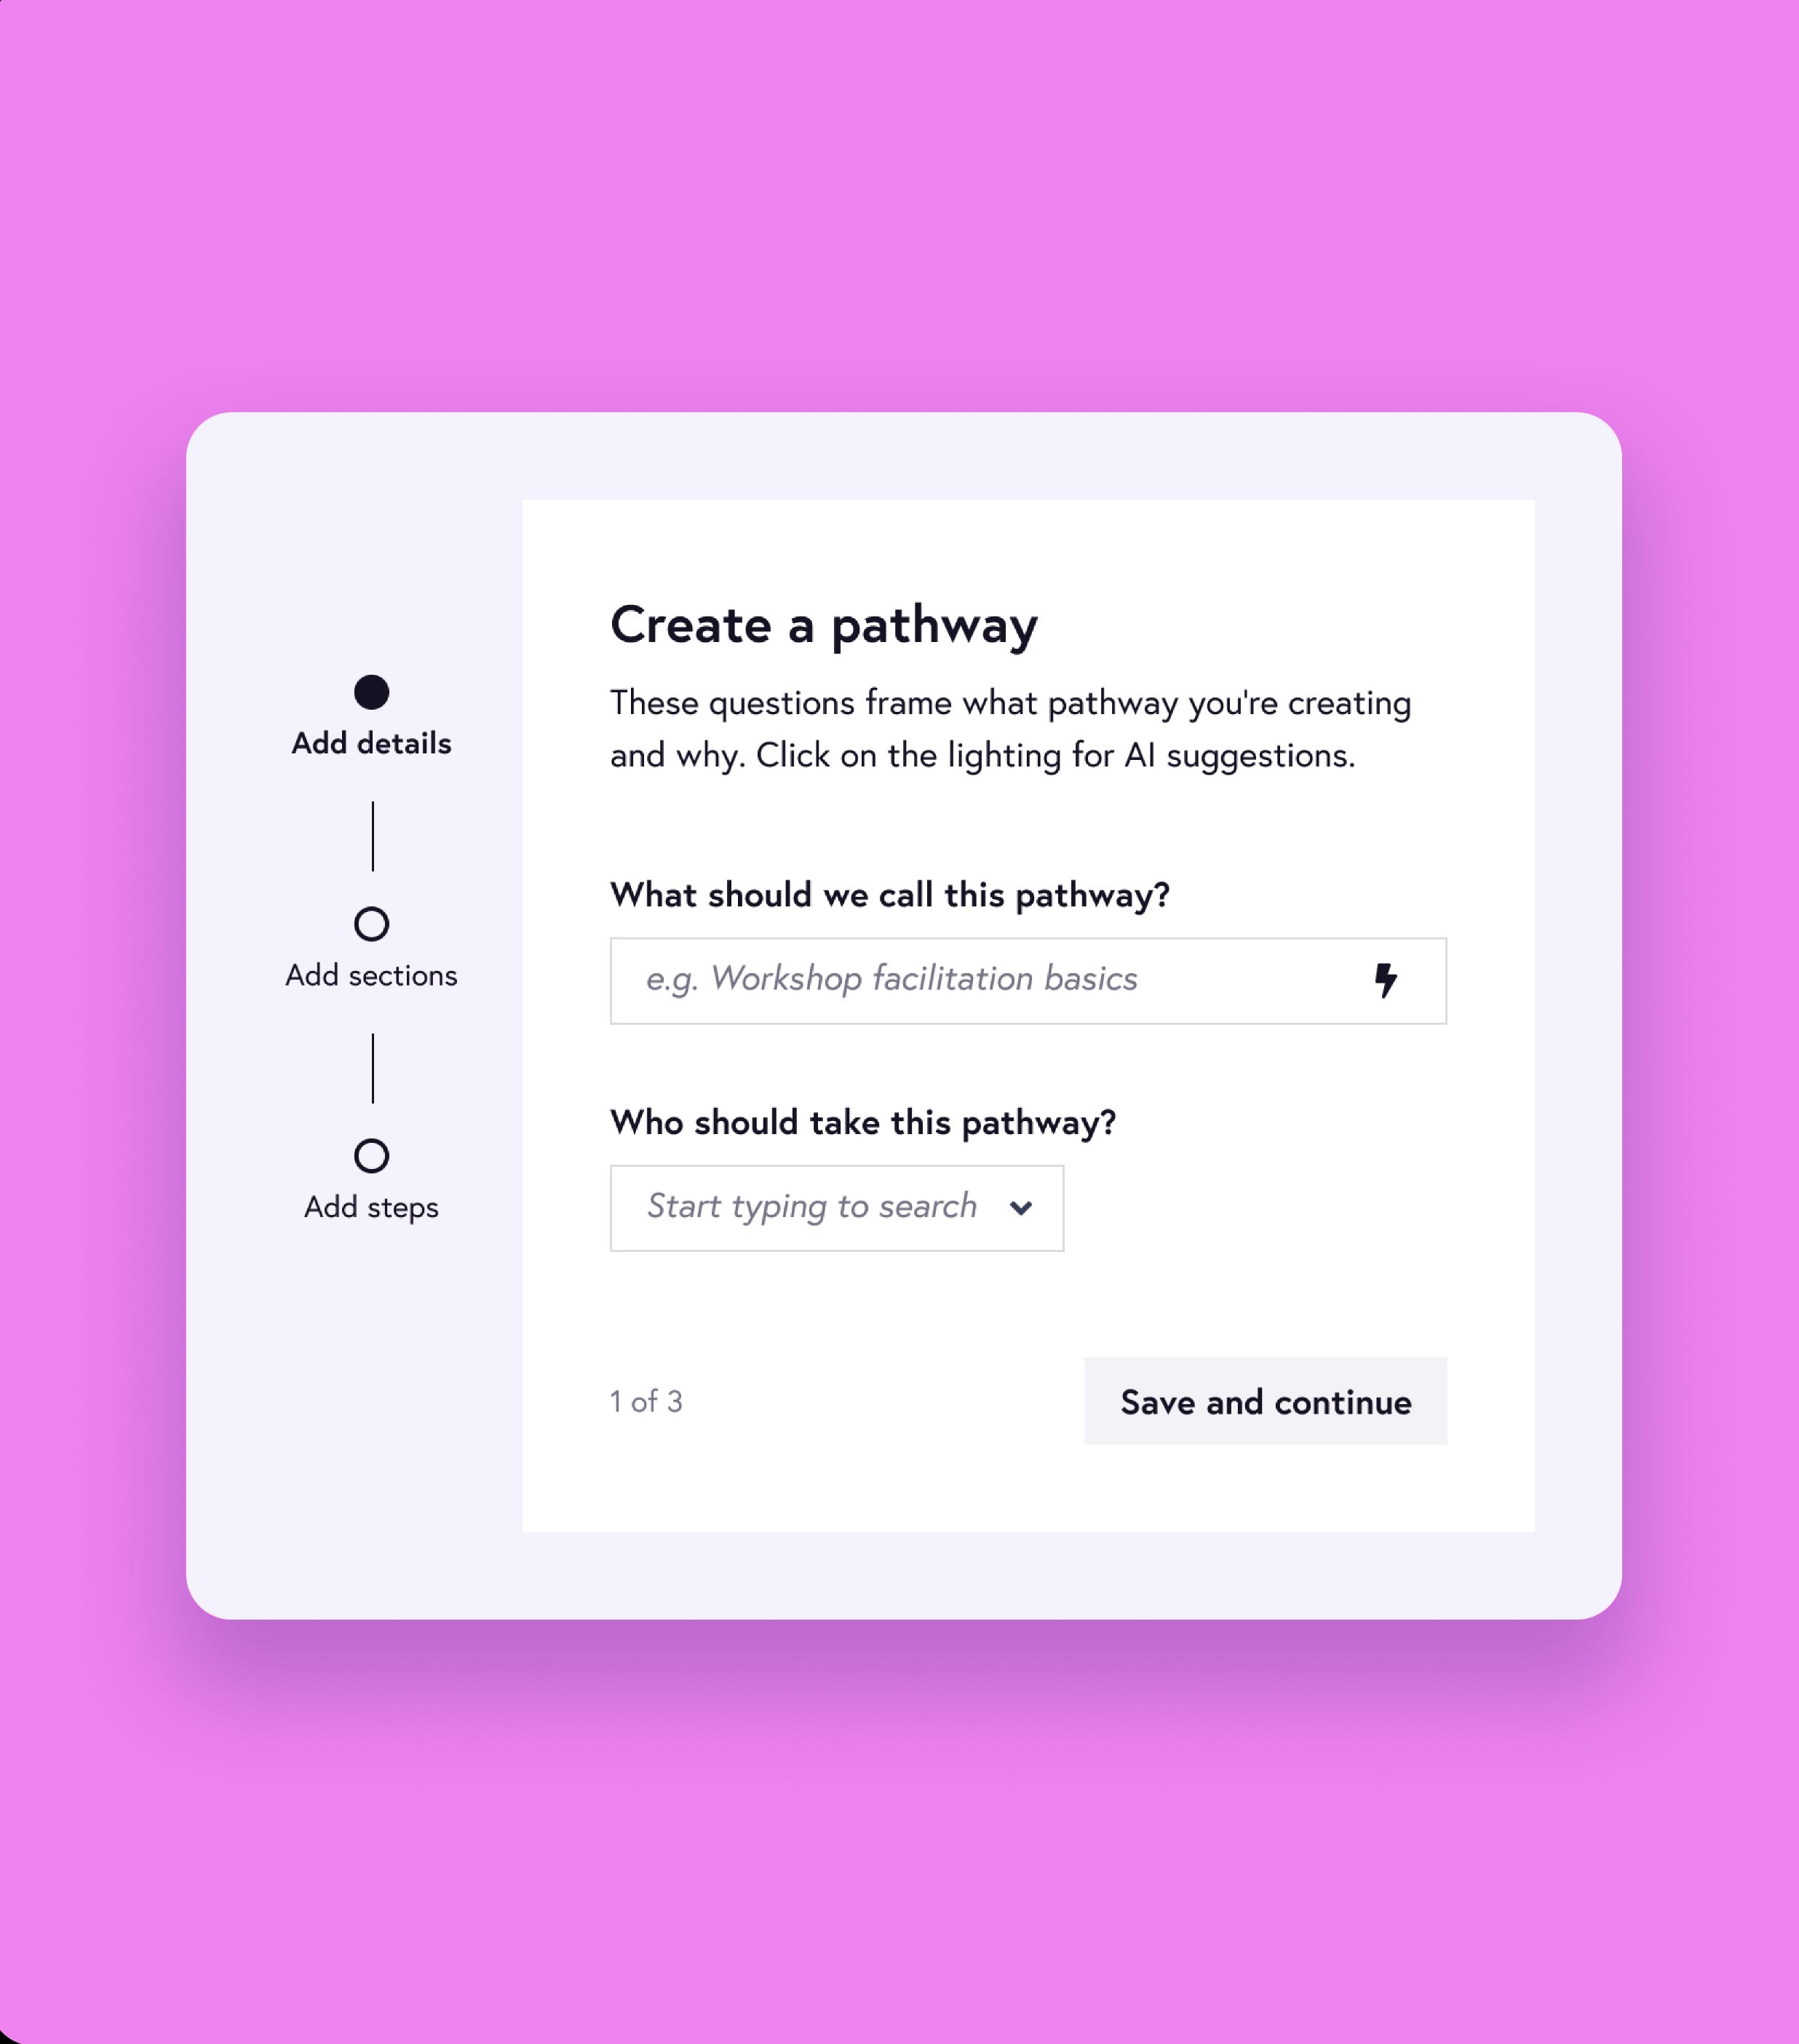 Add details
Add sections
Add steps
Create a pathway
These questions frame what pathway you're creating
and why. Click on the lighting for AI suggestions.
What should we call this pathway?
e.g. Workshop facilitation basics
Who should take this pathway?
Start typing to search
1 of 3
Save and continue